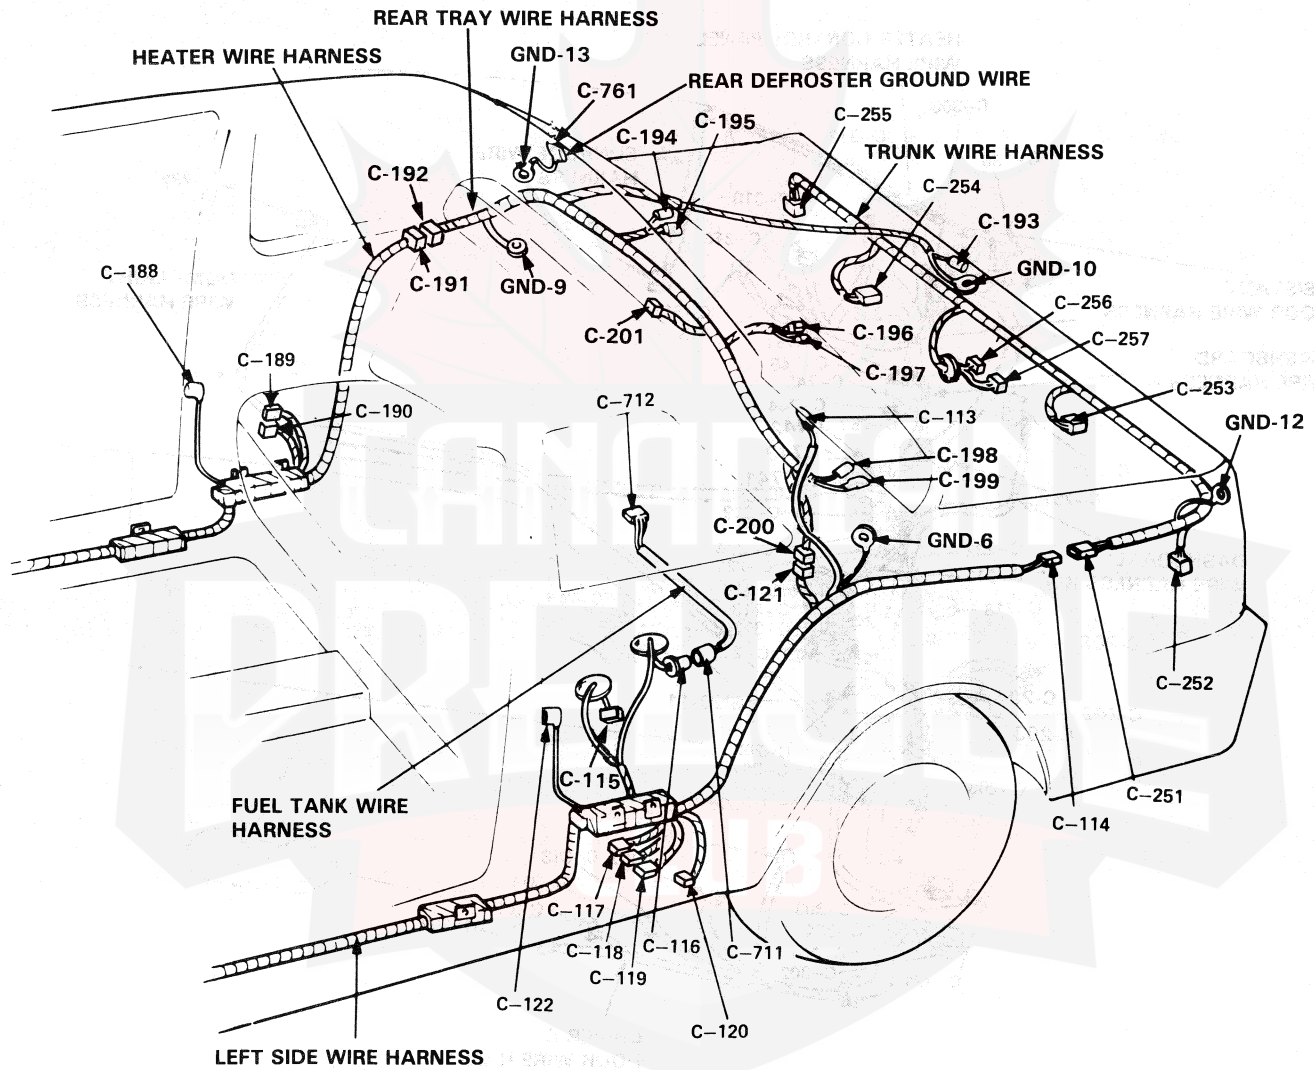 REAR TRAY WIRE HARNESS
HEATER WIRE HARNESS
GND-13
REAR DEFROSTER GROUND WIRE
C-761
C-194
C-195
C-255
TRUNK WIRE HARNESS
C-192
C-254
C-193
C-188
C-191
GND-9
GND-10
C-256
C-201
C-196
C-257
C-189
C-197
C-190
C-712
C-113
C-253
GND-12
C-198
C-199
C-200
GND-6
C-121
C-252
C-115
FUEL TANK WIRE
HARNESS
C-251
C-114
C-117
C-118
C-116
C-711
C-119
C-122
C-120
LEFT SIDE WIRE HARNESS
CANADIAN
PRELUDE
CLUB